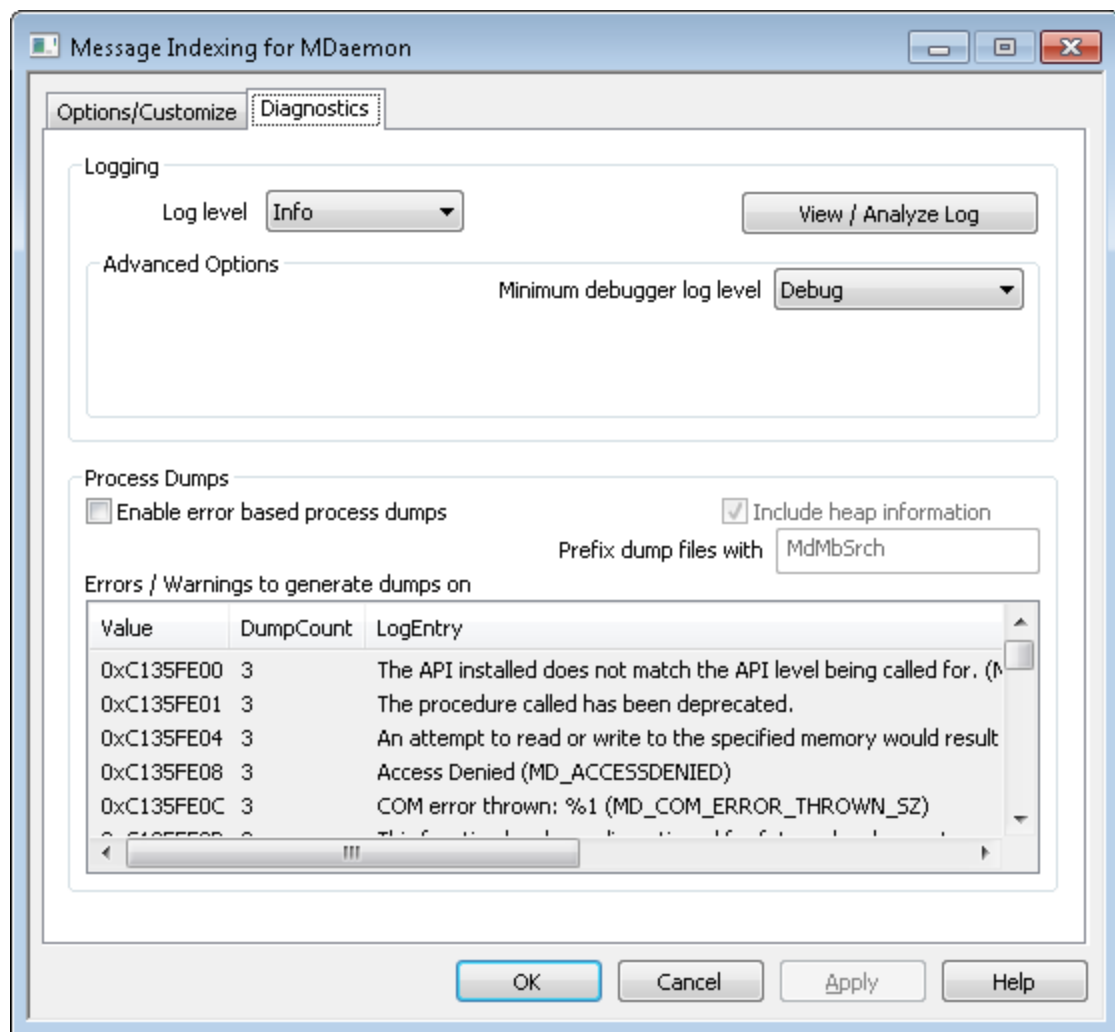 Message Indexing for MDaemon
Options/Customize Diagnostics
Logging
Log level Info View / Analyze Log
Advanced Options
Minimum debugger log level Debug
Process Dumps
Enable error based process dumps Include heap information
Prefix dump files with MdMbSrch
Errors / Warnings to generate dumps on
Value DumpCount LogEntry
0xC135FE00 3 The API installed does not match the API level being called for.
0xC135FE01 3 The procedure called has been deprecated.
0xC135FE04 3 An attempt to read or write to the specified memory would result
0xC135FE08 3 Access Denied (MD_ACCESSDENIED)
0xC135FE0C 3 COM error thrown: %1 (MD_COM_ERROR_THROWN_SZ)
OK Cancel Apply Help